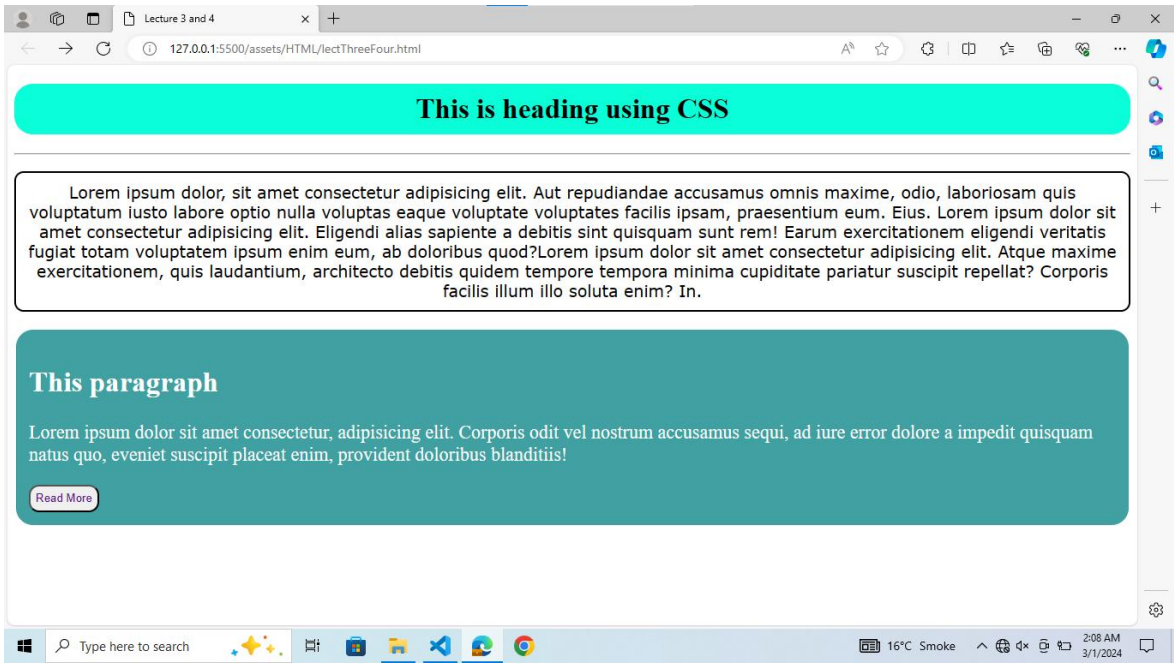 Lecture 3 and 4
127.0.0.1:5500/assets/HTML/lectThreeFour.html
This is heading using CSS
Lorem ipsum dolor, sit amet consectetur adipisicing elit. Aut repudiandae accusamus omnis maxime, odio, laboriosam quis
voluptatum iusto labore optio nulla voluptas eaque voluptate voluptates facilis ipsam, praesentium eum. Eius. Lorem ipsum dolor sit
amet consectetur adipisicing elit. Eligendi alias sapiente a debitis sint quisquam sunt rem! Earum exercitationem eligendi veritatis
fugiat totam voluptatem ipsum enim eum, ab doloribus quod?Lorem ipsum dolor sit amet consectetur adipisicing elit. Atque maxime
exercitationem, quis laudantium, architecto debitis quidem tempore tempora minima cupiditate pariatur suscipit repellat? Corporis
facilis illum illo soluta enim? In.
This paragraph
Lorem ipsum dolor sit amet consectetur, adipisicing elit. Corporis odit vel nostrum accusamus sequi, ad iure error dolore a impedit quisquam
natus quo, eveniet suscipit placeat enim, provident doloribus blanditiis!
Read More
Type here to search
16°C Smoke
2:08 AM
3/1/2024